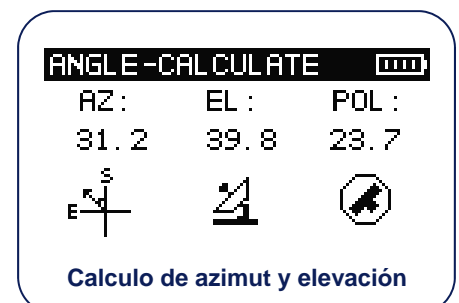 ANGLE-CALCULATE
AZ: EL: POL:
31.2 39.8 23.7
S
E
Calculo de azimut y elevación